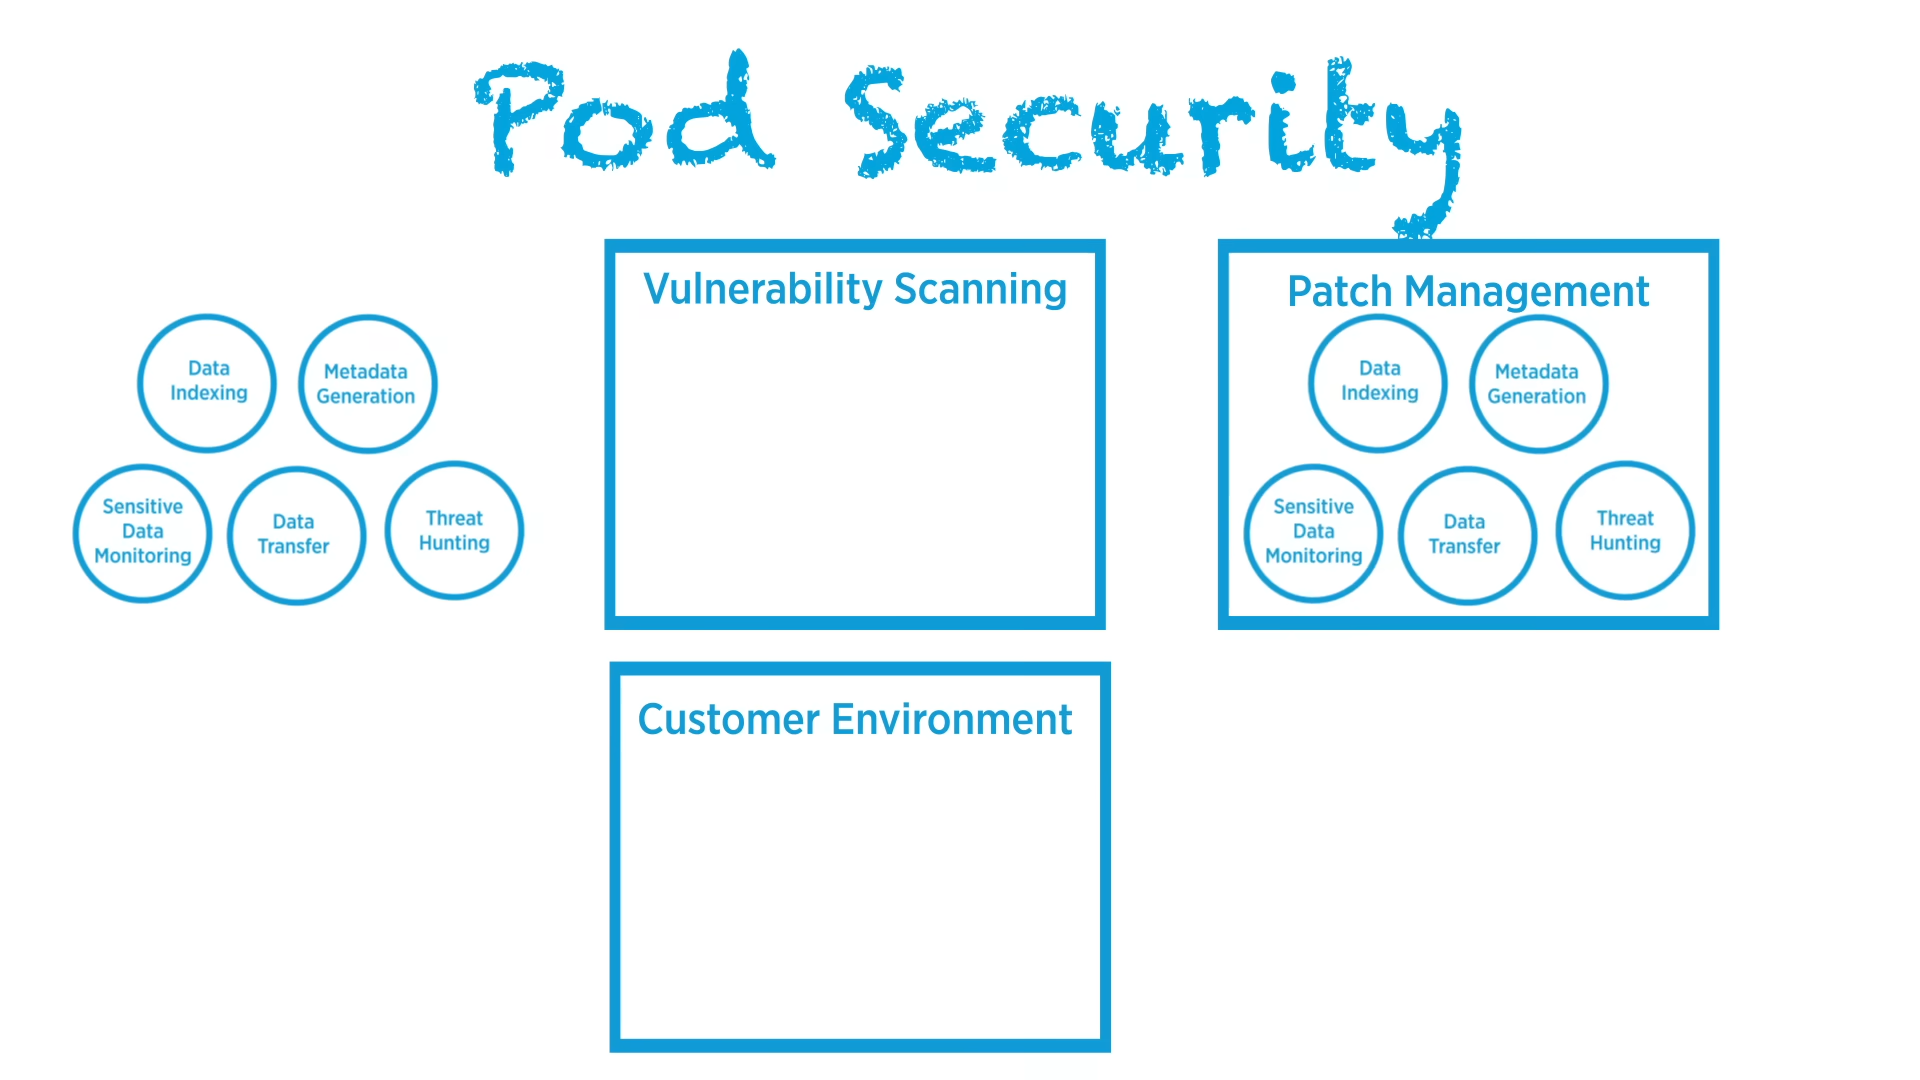 Pod Security
Data
Indexing
Metadata
Generation
Sensitive
Data
Monitoring
Data
Transfer
Threat
Hunting
Vulnerability Scanning
Patch Management
Data
Indexing
Metadata
Generation
Sensitive
Data
Monitoring
Data
Transfer
Threat
Hunting
Customer Environment